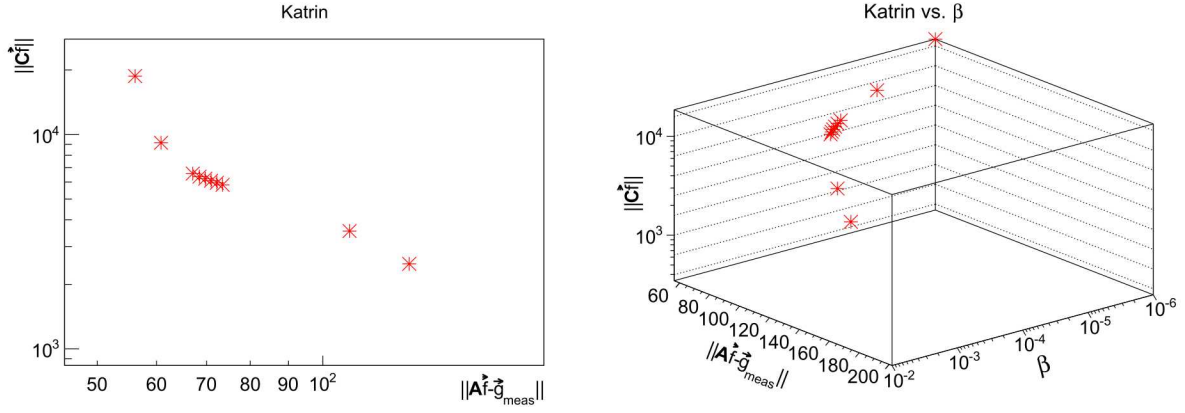 Katrin
||Cf||
10⁴
10³
50 60 70 80 90 10²
||Af-g_meas||
Katrin vs. β
||Cf||
10⁴
10³
60 80 100 120 140 160 180 200
||Af-g_meas||
10⁻² 10⁻³ 10⁻⁴ 10⁻⁵ 10⁻⁶
β